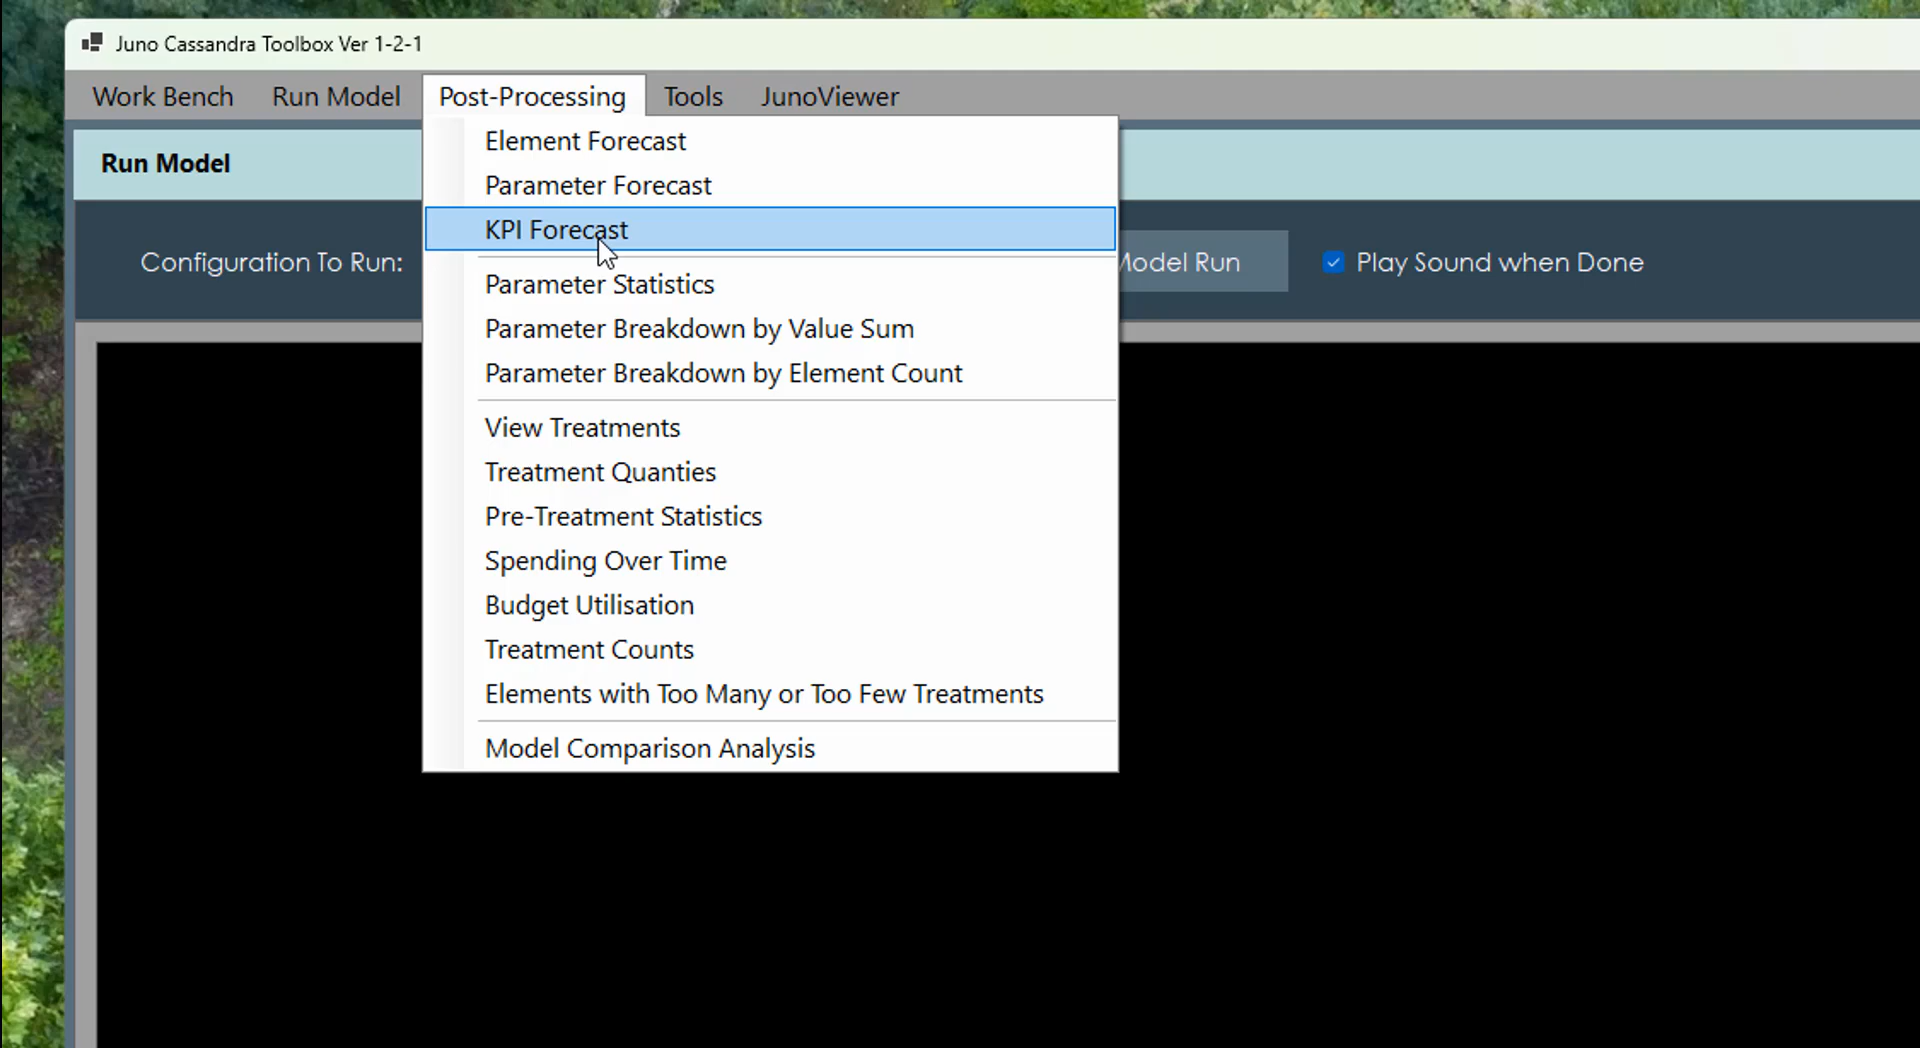 Juno Cassandra Toolbox Ver 1-2-1
Work Bench Run Model Post-Processing Tools JunoViewer
Run Model
Configuration To Run:
Model Run
Play Sound when Done
Element Forecast
Parameter Forecast
KPI Forecast
Parameter Statistics
Parameter Breakdown by Value Sum
Parameter Breakdown by Element Count
View Treatments
Treatment Quanties
Pre-Treatment Statistics
Spending Over Time
Budget Utilisation
Treatment Counts
Elements with Too Many or Too Few Treatments
Model Comparison Analysis